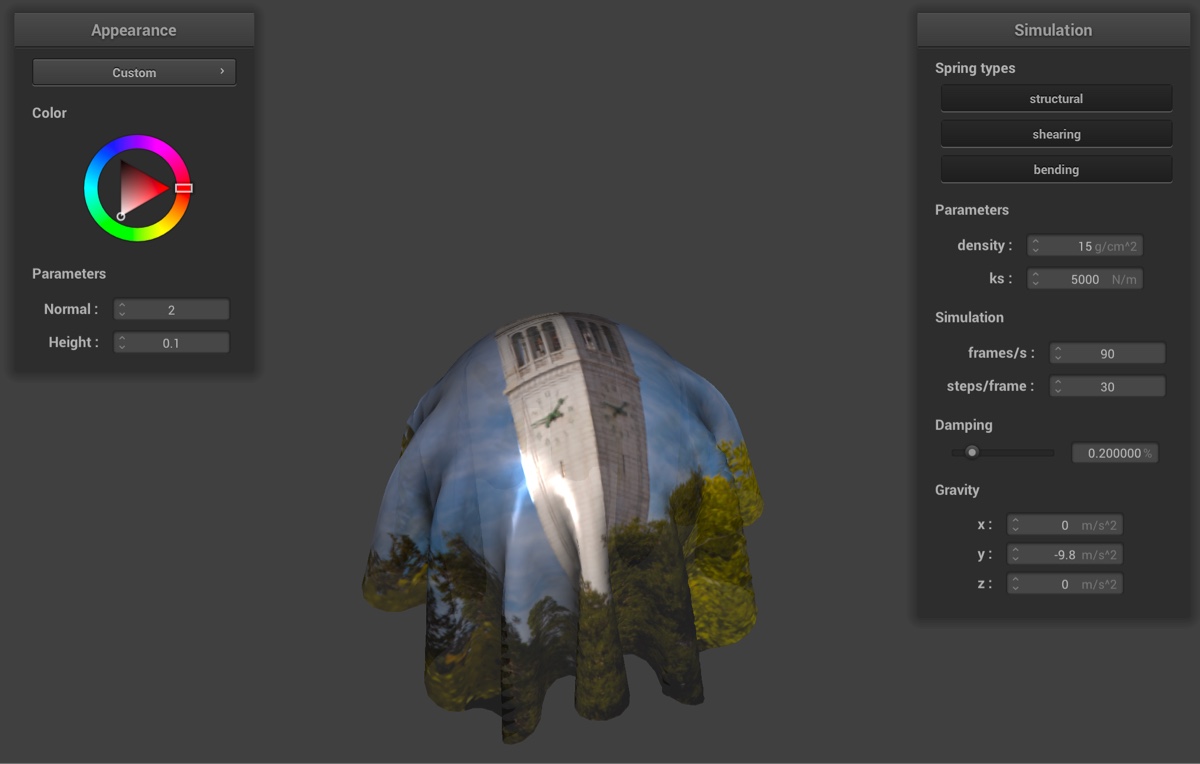 Appearance
Custom
Color
Parameters
Normal : 2
Height : 0.1
Simulation
Spring types
structural
shearing
bending
Parameters
density : 15 g/cm^2
ks : 5000 N/m
Simulation
frames/s : 90
steps/frame : 30
Damping
0.200000 %
Gravity
x : 0 m/s^2
y : -9.8 m/s^2
z : 0 m/s^2